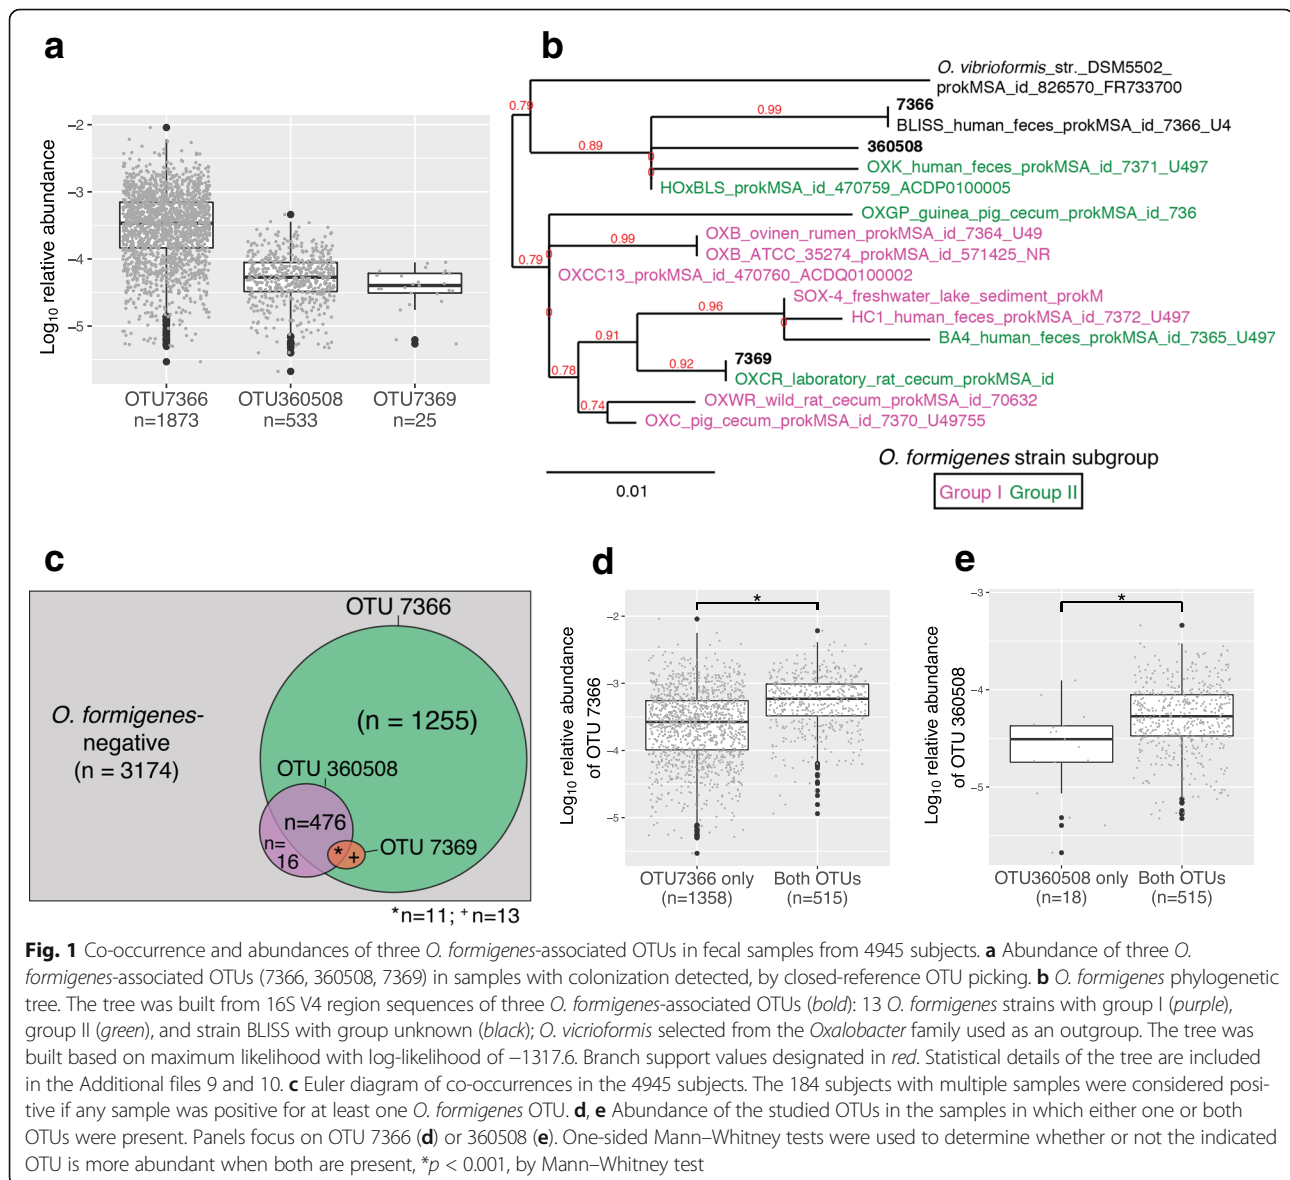 a
Log10 relative abundance
−2
−3
−4
−5
OTU7366
n=1873
OTU360508
n=533
OTU7369
n=25
b
O. vibrioformis_str._DSM5502_
prokMSA_id_826570_FR733700
0.79
0.99
7366
BLISS_human_feces_prokMSA_id_7366_U4
0.89
360508
0
OXK_human_feces_prokMSA_id_7371_U497
0
HOxBLS_prokMSA_id_470759_ACDP0100005
OXGP_guinea_pig_cecum_prokMSA_id_736
OXB_ovinen_rumen_prokMSA_id_7364_U49
0.99
0.79
0
OXB_ATCC_35274_prokMSA_id_571425_NR
OXCC13_prokMSA_id_470760_ACDQ0100002
SOX-4_freshwater_lake_sediment_prokM
0.96
0
HC1_human_feces_prokMSA_id_7372_U497
0
0.91
BA4_human_feces_prokMSA_id_7365_U497
7369
0.92
0.78
OXCR_laboratory_rat_cecum_prokMSA_id
0.74
OXWR_wild_rat_cecum_prokMSA_id_70632
OXC_pig_cecum_prokMSA_id_7370_U49755
0.01
O. formigenes strain subgroup
Group I Group II
c
OTU 7366
O. formigenes-
negative
(n = 3174)
(n = 1255)
OTU 360508
n=476
n=
16
* +
OTU 7369
*n=11; +n=13
d
Log10 relative abundance
of OTU 7366
*
−2
−3
−4
−5
OTU7366 only
(n=1358)
Both OTUs
(n=515)
e
Log10 relative abundance
of OTU 360508
*
−3
−4
−5
OTU360508 only
(n=18)
Both OTUs
(n=515)
Fig. 1 Co-occurrence and abundances of three O. formigenes-associated OTUs in fecal samples from 4945 subjects. a Abundance of three O.
formigenes-associated OTUs (7366, 360508, 7369) in samples with colonization detected, by closed-reference OTU picking. b O. formigenes phylogenetic
tree. The tree was built from 16S V4 region sequences of three O. formigenes-associated OTUs (bold): 13 O. formigenes strains with group I (purple),
group II (green), and strain BLISS with group unknown (black); O. vicrioformis selected from the Oxalobacter family used as an outgroup. The tree was
built based on maximum likelihood with log-likelihood of −1317.6. Branch support values designated in red. Statistical details of the tree are included
in the Additional files 9 and 10. c Euler diagram of co-occurrences in the 4945 subjects. The 184 subjects with multiple samples were considered posi-
tive if any sample was positive for at least one O. formigenes OTU. d, e Abundance of the studied OTUs in the samples in which either one or both
OTUs were present. Panels focus on OTU 7366 (d) or 360508 (e). One-sided Mann–Whitney tests were used to determine whether or not the indicated
OTU is more abundant when both are present, *p < 0.001, by Mann–Whitney test